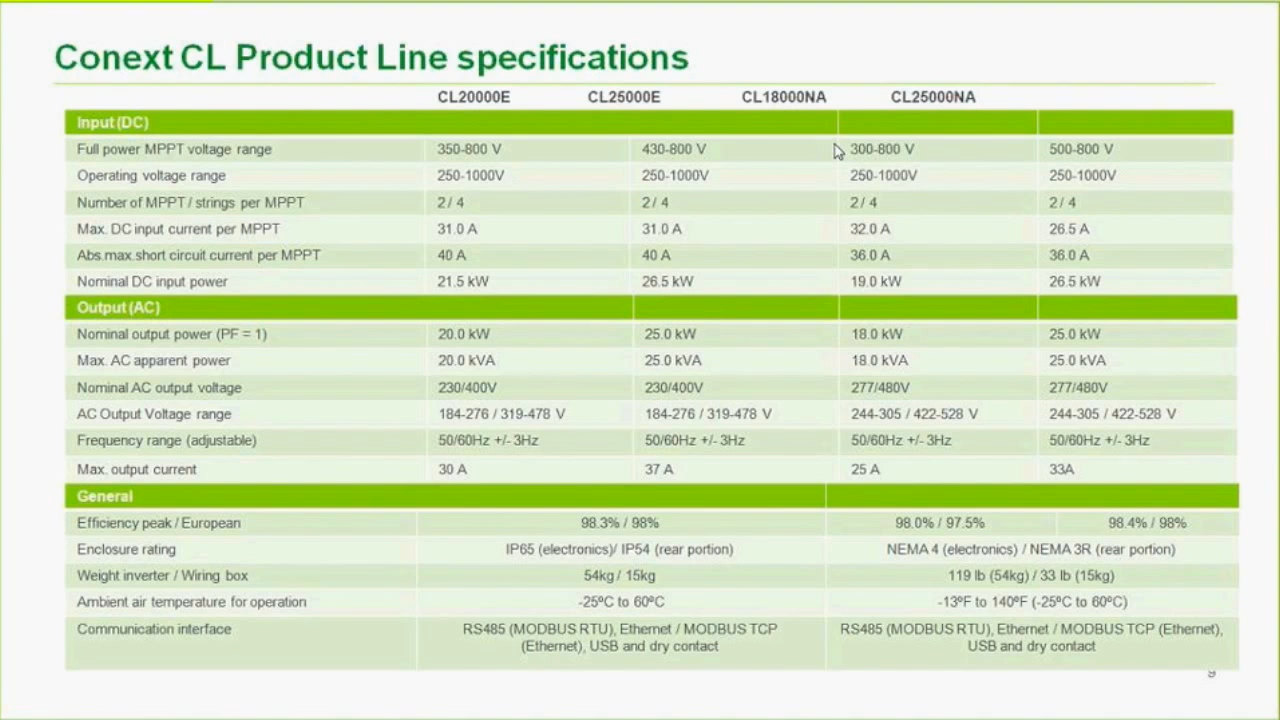 Conext CL Product Line specifications
CL20000E CL25000E CL18000NA CL25000NA
Input (DC)
Full power MPPT voltage range 350-800 V 430-800 V 300-800 V 500-800 V
Operating voltage range 250-1000V 250-1000V 250-1000V 250-1000V
Number of MPPT / strings per MPPT 2 / 4 2 / 4 2 / 4 2 / 4
Max. DC input current per MPPT 31.0 A 31.0 A 32.0 A 26.5 A
Abs.max.short circuit current per MPPT 40 A 40 A 36.0 A 36.0 A
Nominal DC input power 21.5 kW 26.5 kW 19.0 kW 26.5 kW
Output (AC)
Nominal output power (PF = 1) 20.0 kW 25.0 kW 18.0 kW 25.0 kW
Max. AC apparent power 20.0 kVA 25.0 kVA 18.0 kVA 25.0 kVA
Nominal AC output voltage 230/400V 230/400V 277/480V 277/480V
AC Output Voltage range 184-276 / 319-478 V 184-276 / 319-478 V 244-305 / 422-528 V 244-305 / 422-528 V
Frequency range (adjustable) 50/60Hz +/- 3Hz 50/60Hz +/- 3Hz 50/60Hz +/- 3Hz 50/60Hz +/- 3Hz
Max. output current 30 A 37 A 25 A 33A
General
Efficiency peak / European 98.3% / 98% 98.0% / 97.5% 98.4% / 98%
Enclosure rating IP65 (electronics)/ IP54 (rear portion) NEMA 4 (electronics) / NEMA 3R (rear portion)
Weight inverter / Wiring box 54kg / 15kg 119 lb (54kg) / 33 lb (15kg)
Ambient air temperature for operation -25ºC to 60ºC -13ºF to 140ºF (-25ºC to 60ºC)
Communication interface RS485 (MODBUS RTU), Ethernet / MODBUS TCP RS485 (MODBUS RTU), Ethernet / MODBUS TCP (Ethernet),
(Ethernet), USB and dry contact USB and dry contact
9